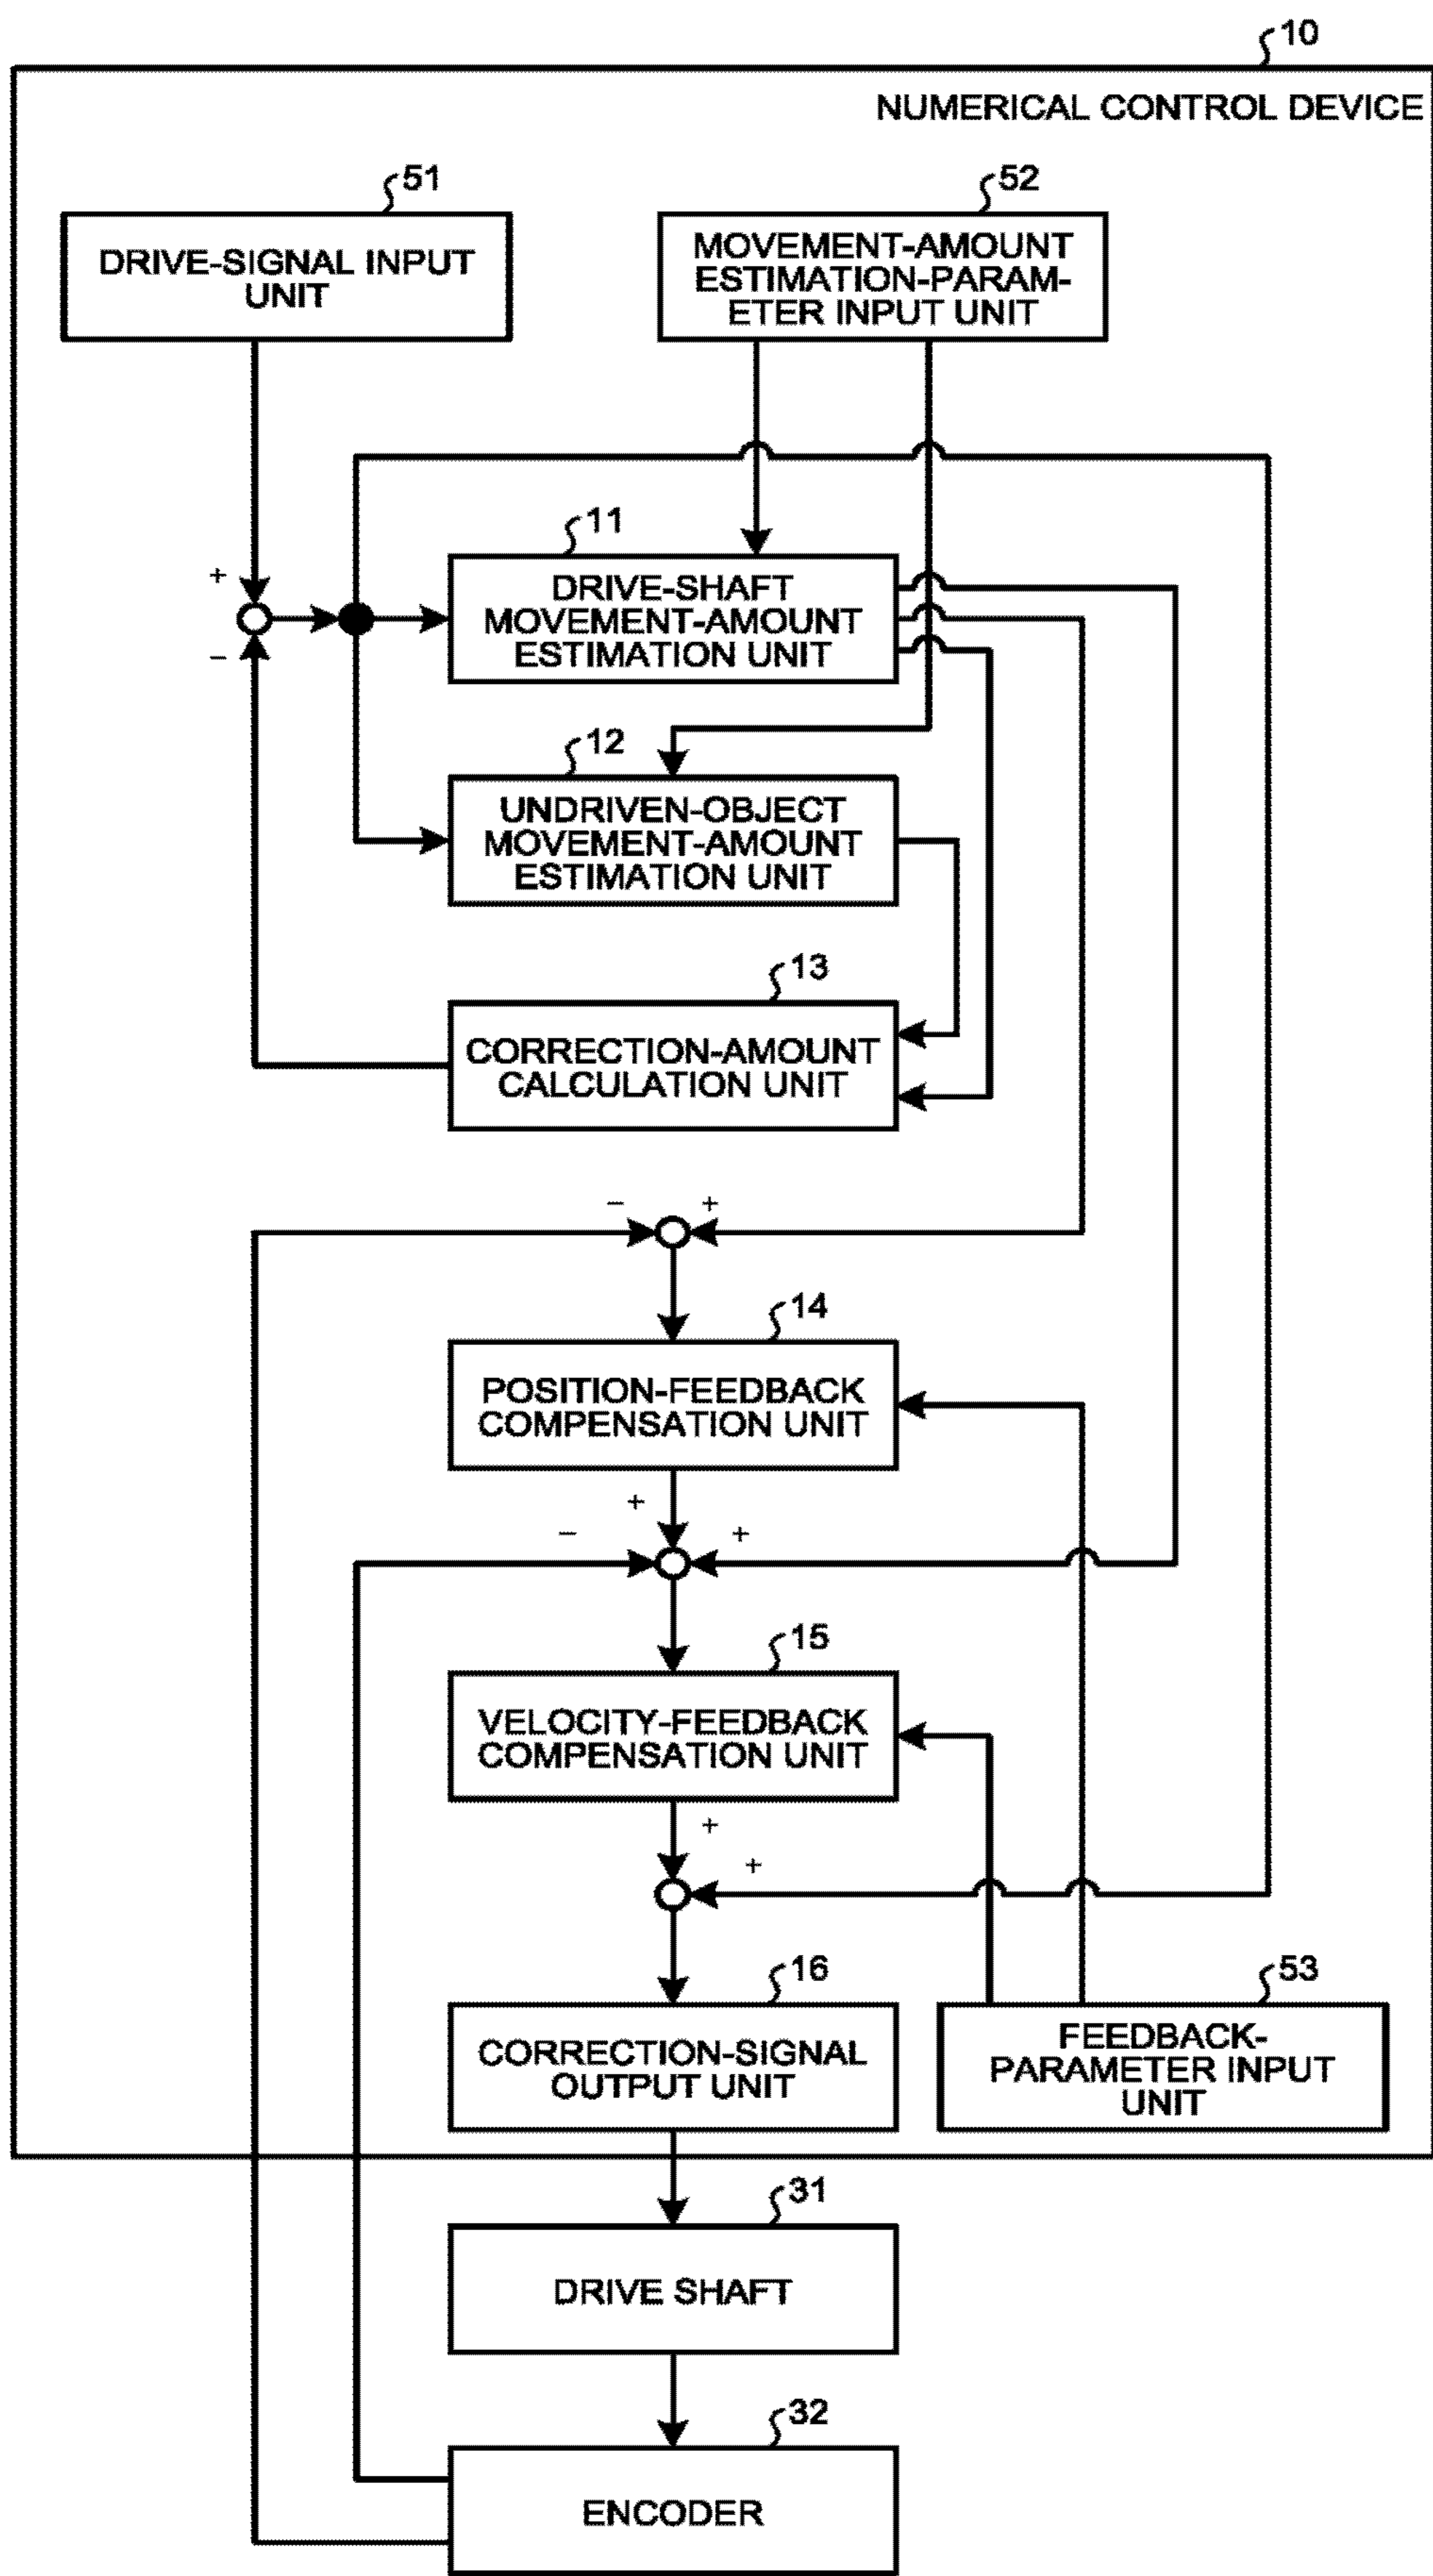 10
NUMERICAL CONTROL DEVICE
51
52
DRIVE-SIGNAL INPUT
UNIT
MOVEMENT-AMOUNT
ESTIMATION-PARAM-
ETER INPUT UNIT
11
+
−
DRIVE-SHAFT
MOVEMENT-AMOUNT
ESTIMATION UNIT
12
UNDRIVEN-OBJECT
MOVEMENT-AMOUNT
ESTIMATION UNIT
13
CORRECTION-AMOUNT
CALCULATION UNIT
− +
14
POSITION-FEEDBACK
COMPENSATION UNIT
+
− +
15
VELOCITY-FEEDBACK
COMPENSATION UNIT
+
+
16
CORRECTION-SIGNAL
OUTPUT UNIT
53
FEEDBACK-
PARAMETER INPUT
UNIT
31
DRIVE SHAFT
32
ENCODER